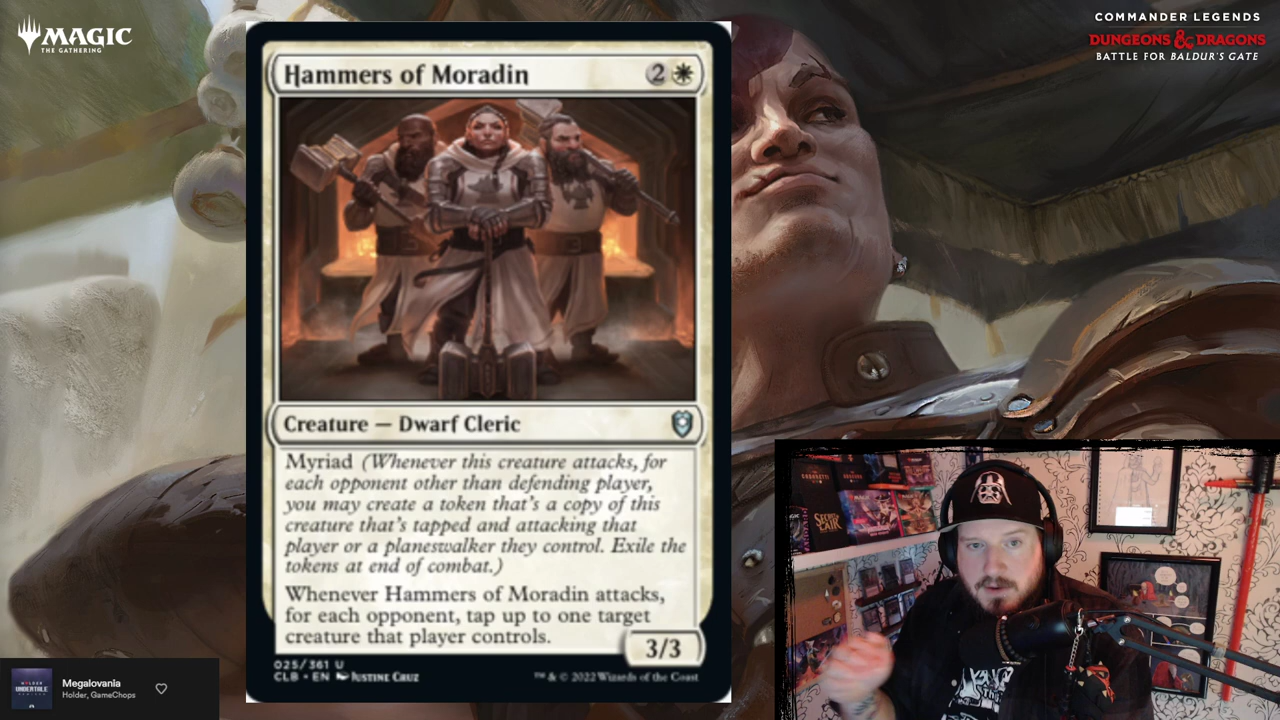 MAGIC
THE GATHERING
COMMANDER LEGENDS
DUNGEONS & DRAGONS
BATTLE FOR BALDUR'S GATE
Hammers of Moradin 2
Creature — Dwarf Cleric
Myriad (Whenever this creature attacks, for
each opponent other than defending player,
you may create a token that's a copy of this
creature that's tapped and attacking that
player or a planeswalker they control. Exile the
tokens at end of combat.)
Whenever Hammers of Moradin attacks,
for each opponent, tap up to one target
creature that player controls.
3/3
025/361 U
CLB • EN JUSTINE CRUZ
™ & © 2022 Wizards of the Coast
SECRET
LAIR
UNDERTALE
Megalovania
Holder, GameChops